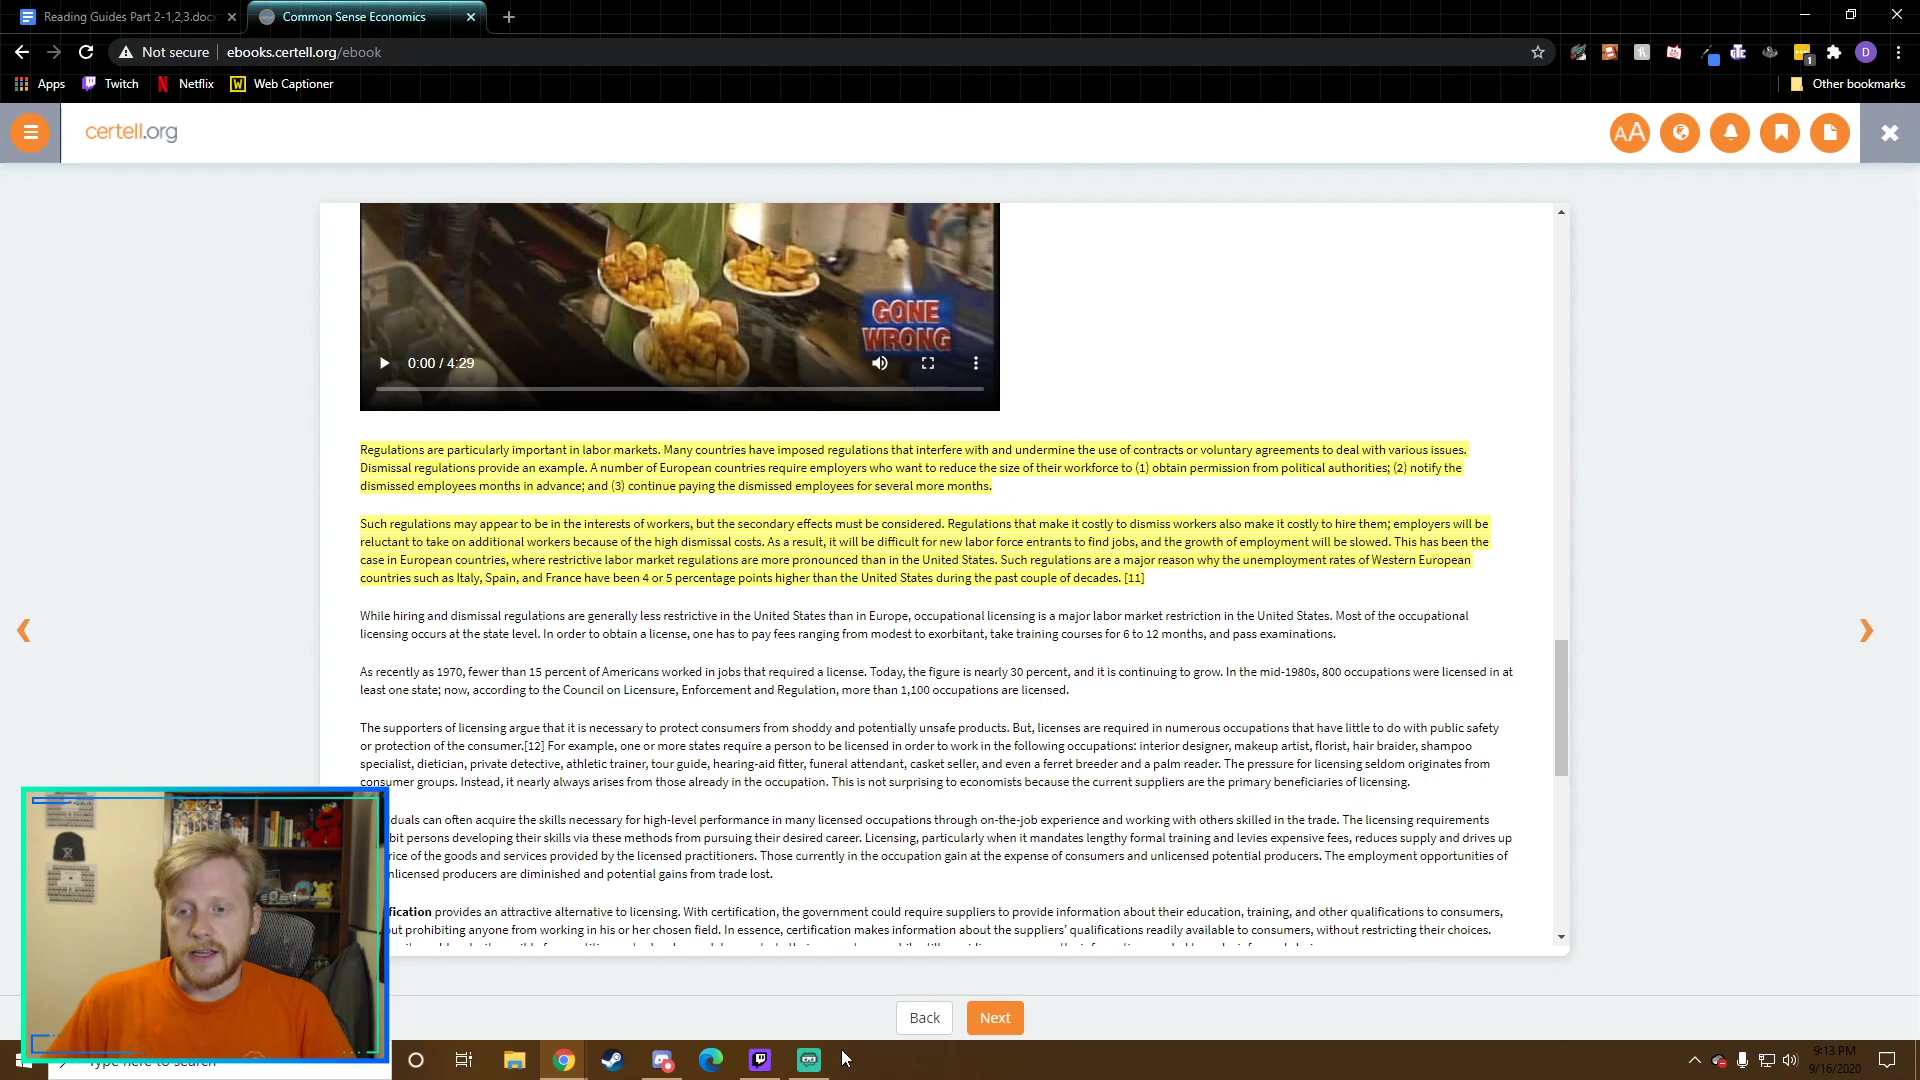 Reading Guides Part 2-1,2,3.docx
Common Sense Economics
Not secure
ebooks.certell.org/ebook
Apps
Twitch
Netflix
Web Captioner
Other bookmarks
certell.org
AA
GONE
WRONG
0:00 / 4:29
Regulations are particularly important in labor markets. Many countries have imposed regulations that interfere with and undermine the use of contracts or voluntary agreements to deal with various issues.
Dismissal regulations provide an example. A number of European countries require employers who want to reduce the size of their workforce to (1) obtain permission from political authorities; (2) notify the
dismissed employees months in advance; and (3) continue paying the dismissed employees for several more months.
Such regulations may appear to be in the interests of workers, but the secondary effects must be considered. Regulations that make it costly to dismiss workers also make it costly to hire them; employers will be
reluctant to take on additional workers because of the high dismissal costs. As a result, it will be difficult for new labor force entrants to find jobs, and the growth of employment will be slowed. This has been the
case in European countries, where restrictive labor market regulations are more pronounced than in the United States. Such regulations are a major reason why the unemployment rates of Western European
countries such as Italy, Spain, and France have been 4 or 5 percentage points higher than the United States during the past couple of decades. [11]
While hiring and dismissal regulations are generally less restrictive in the United States than in Europe, occupational licensing is a major labor market restriction in the United States. Most of the occupational
licensing occurs at the state level. In order to obtain a license, one has to pay fees ranging from modest to exorbitant, take training courses for 6 to 12 months, and pass examinations.
As recently as 1970, fewer than 15 percent of Americans worked in jobs that required a license. Today, the figure is nearly 30 percent, and it is continuing to grow. In the mid-1980s, 800 occupations were licensed in at
least one state; now, according to the Council on Licensure, Enforcement and Regulation, more than 1,100 occupations are licensed.
The supporters of licensing argue that it is necessary to protect consumers from shoddy and potentially unsafe products. But, licenses are required in numerous occupations that have little to do with public safety
or protection of the consumer.[12] For example, one or more states require a person to be licensed in order to work in the following occupations: interior designer, makeup artist, florist, hair braider, shampoo
specialist, dietician, private detective, athletic trainer, tour guide, hearing-aid fitter, funeral attendant, casket seller, and even a ferret breeder and a palm reader. The pressure for licensing seldom originates from
consumer groups. Instead, it nearly always arises from those already in the occupation. This is not surprising to economists because the current suppliers are the primary beneficiaries of licensing.
duals can often acquire the skills necessary for high-level performance in many licensed occupations through on-the-job experience and working with others skilled in the trade. The licensing requirements
bit persons developing their skills via these methods from pursuing their desired career. Licensing, particularly when it mandates lengthy formal training and levies expensive fees, reduces supply and drives up
rice of the goods and services provided by the licensed practitioners. Those currently in the occupation gain at the expense of consumers and unlicensed potential producers. The employment opportunities of
nlicensed producers are diminished and potential gains from trade lost.
fication provides an attractive alternative to licensing. With certification, the government could require suppliers to provide information about their education, training, and other qualifications to consumers,
ut prohibiting anyone from working in his or her chosen field. In essence, certification makes information about the suppliers' qualifications readily available to consumers, without restricting their choices.
Back
Next
Type here to search
9:13 PM
9/16/2020